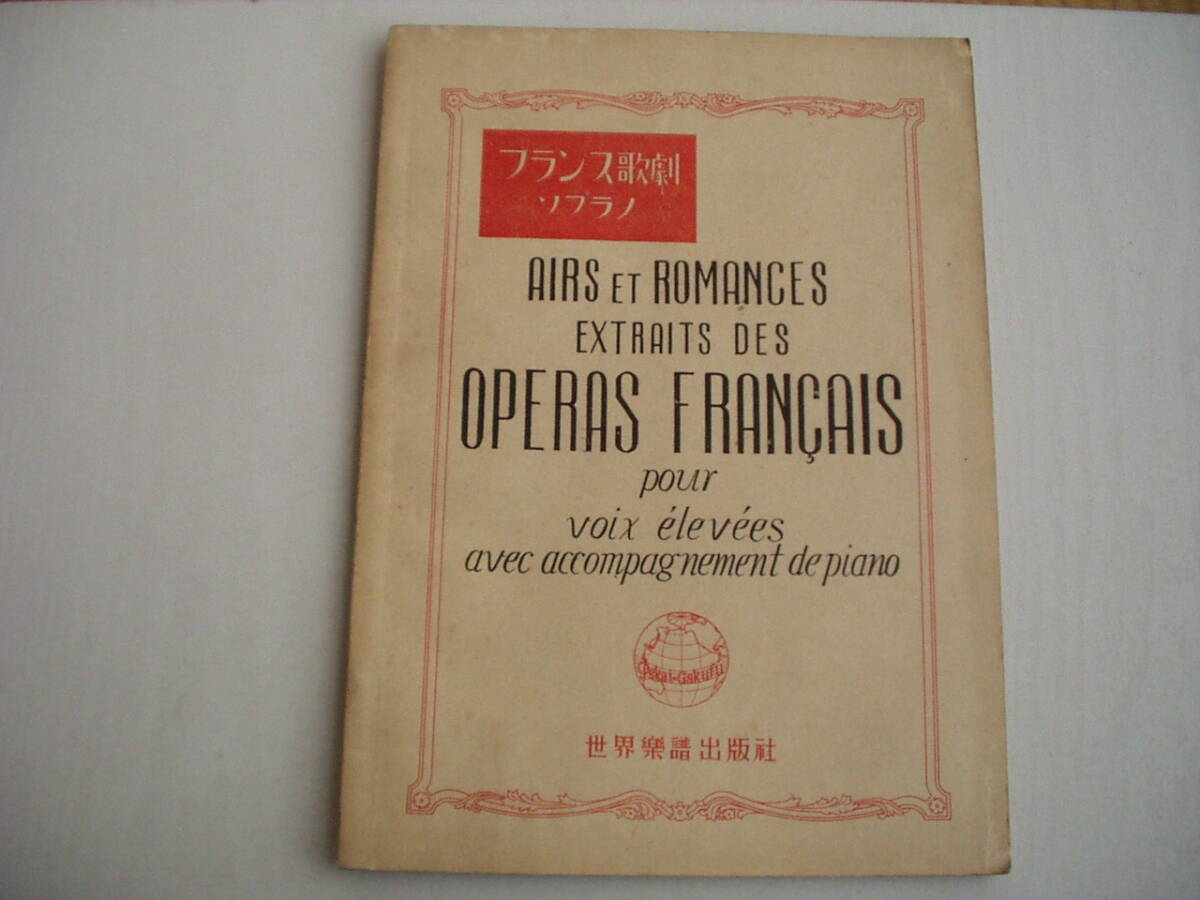 フランス歌劇
ソプラノ
AIRS ET ROMANCES
EXTRAITS DES
OPERAS FRANÇAIS
pour
voix élevées
avec accompagnement de piano
Sekai-Gakufu
世界樂譜出版社